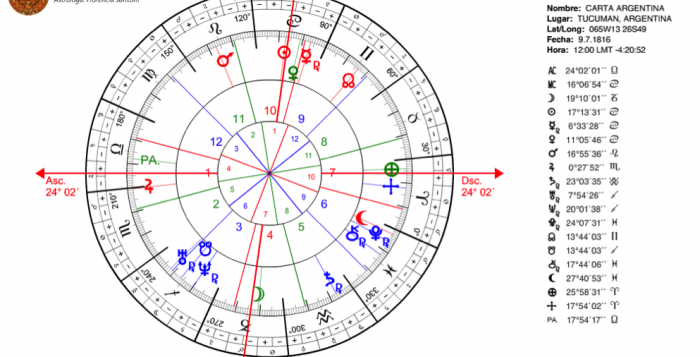 Astróloga: Florencia Santoni
Nombre: CARTA ARGENTINA
Lugar: TUCUMAN, ARGENTINA
Lat/Long: 065W13 26S49
Fecha: 9.7.1816
Hora: 12:00 LMT -4:20:52
AC 24°02'01'' ♎
MC 16°06'54'' ♋
☽ 19°10'01'' ♑
☉ 17°13'31'' ♋
☿R 6°33'28'' ♋
♀ 11°05'46'' ♋
♂ 16°55'36'' ♌
⚳ 0°27'52'' ♏
♄R 23°03'35'' ♒
♅R 7°54'26'' ♐
♆R 20°01'38'' ♐
♇R 24°07'31'' ♓
☊ 13°44'03'' ♊
☋ 13°44'03'' ♐
⚷R 17°44'06'' ♓
⚸ 27°40'53'' ♓
⊕ 25°58'31'' ♈
17°54'02'' ♈
PA. 17°54'17'' ♎
120°
90°
150°
60°
180°
30°
210°
0°
240°
330°
270°
300°
Asc.
24° 02'
Dsc.
24° 02'
PA.
10
11
9
12
8
1
7
2
6
3
5
4
1
2
12
3
11
4
10
5
9
6
8
7